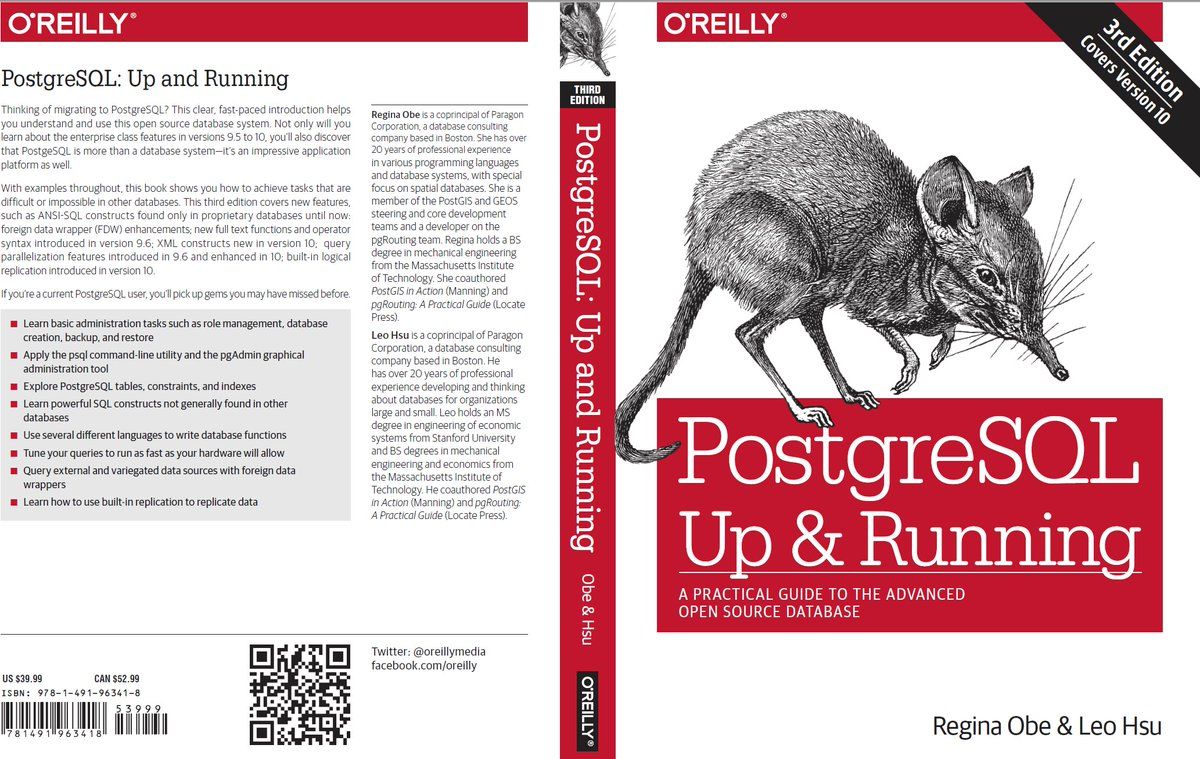 O'REILLY®
PostgreSQL: Up and Running
Thinking of migrating to PostgreSQL? This clear, fast-paced introduction helps
you understand and use this open source database system. Not only will you
learn about the enterprise class features in versions 9.5 to 10, you'll also discover
that PostgeSQL is more than a database system—it's an impressive application
platform as well.
With examples throughout, this book shows you how to achieve tasks that are
difficult or impossible in other databases. This third edition covers new features,
such as ANSI-SQL constructs found only in proprietary databases until now:
foreign data wrapper (FDW) enhancements; new full text functions and operator
syntax introduced in version 9.6; XML constructs new in version 10; query
parallelization features introduced in 9.6 and enhanced in 10; built-in logical
replication introduced in version 10.
If you're a current PostgreSQL user, you'll pick up gems you may have missed before.
Learn basic administration tasks such as role management, database
creation, backup, and restore
Apply the psql command-line utility and the pgAdmin graphical
administration tool
Explore PostgreSQL tables, constraints, and indexes
Learn powerful SQL constructs not generally found in other
databases
Use several different languages to write database functions
Tune your queries to run as fast as your hardware will allow
Query external and variegated data sources with foreign data
wrappers
Learn how to use built-in replication to replicate data
Regina Obe is a coprincipal of Paragon
Corporation, a database consulting
company based in Boston. She has over
20 years of professional experience
in various programming languages
and database systems, with special
focus on spatial databases. She is a
member of the PostGIS and GEOS
steering and core development
teams and a developer on the
pgRouting team. Regina holds a BS
degree in mechanical engineering
from the Massachusetts Institute
of Technology. She coauthored
PostGIS in Action (Manning) and
pgRouting: A Practical Guide (Locate
Press).
Leo Hsu is a coprincipal of Paragon
Corporation, a database consulting
company based in Boston. He
has over 20 years of professional
experience developing and thinking
about databases for organizations
large and small. Leo holds an MS
degree in engineering of economic
systems from Stanford University
and BS degrees in mechanical
engineering and economics from
the Massachusetts Institute of
Technology. He coauthored PostGIS
in Action (Manning) and pgRouting:
A Practical Guide (Locate Press).
US $39.99 CAN $52.99
ISBN: 978-1-491-96341-8
53999
781491 963418
Twitter: @oreillymedia
facebook.com/oreilly
THIRD
EDITION
PostgreSQL: Up and Running
Obe & Hsu
O'REILLY®
O'REILLY®
3rd Edition
Covers Version 10
PostgreSQL
Up & Running
A PRACTICAL GUIDE TO THE ADVANCED
OPEN SOURCE DATABASE
Regina Obe & Leo Hsu